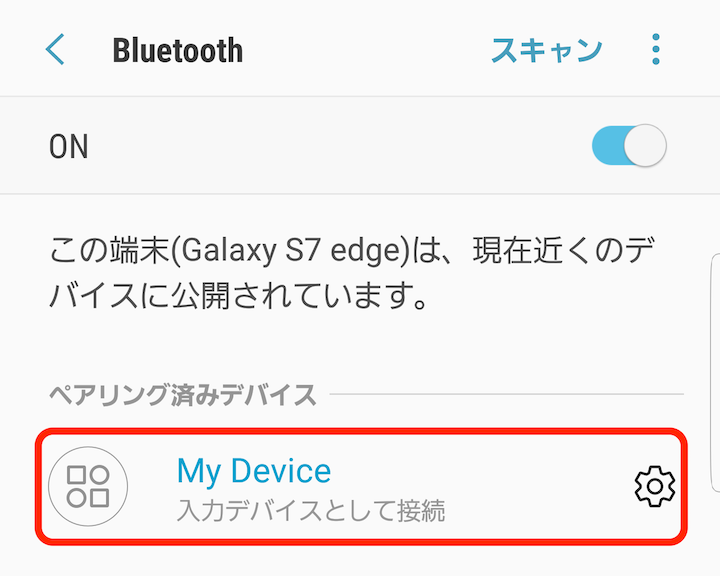 Bluetooth スキャン
ON
この端末(Galaxy S7 edge)は、現在近くのデ
バイスに公開されています。
ペアリング済みデバイス
My Device
入力デバイスとして接続